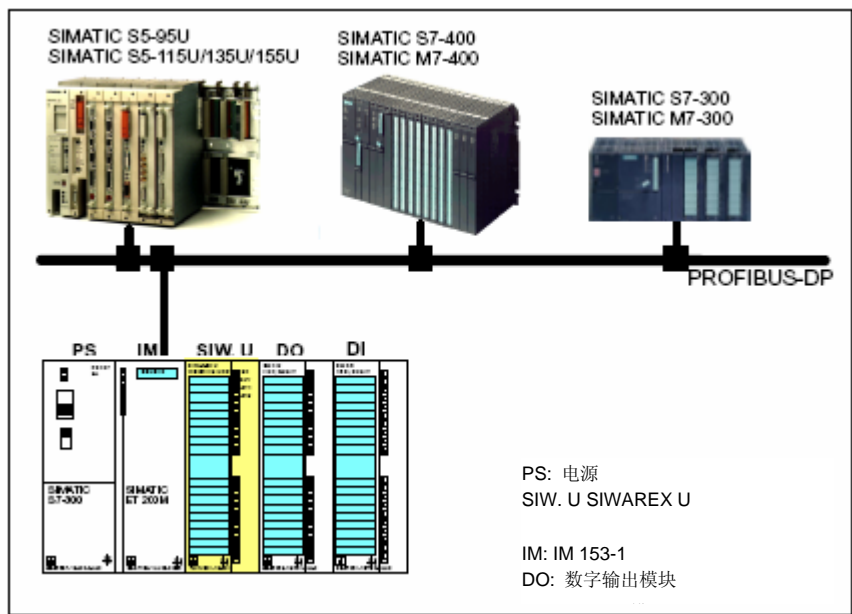 SIMATIC S5-95U
SIMATIC S5-115U/135U/155U
SIMATIC S7-400
SIMATIC M7-400
SIMATIC S7-300
SIMATIC M7-300
PROFIBUS-DP
PS
IM
SIW. U
DO
DI
SIMATIC
S7-300
SIMATIC
ET 200M
PS: 电源
SIW. U SIWAREX U
IM: IM 153-1
DO: 数字输出模块